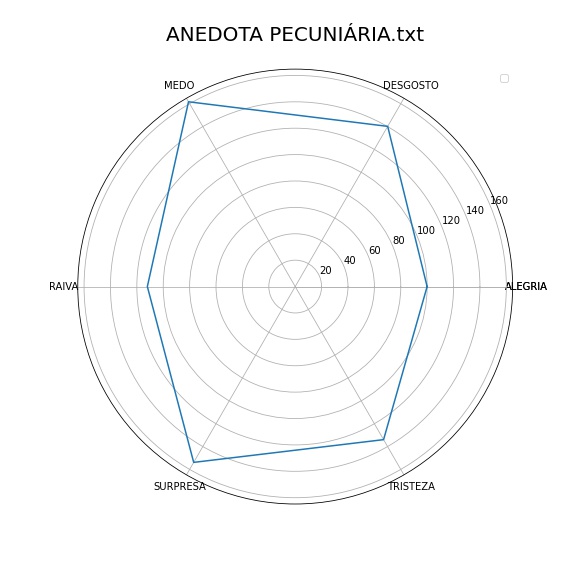 ANEDOTA PECUNIÁRIA.txt
MEDO
DESGOSTO
160
140
120
100
80
60
40
20
RAIVA
ALEGRIA
SURPRESA
TRISTEZA